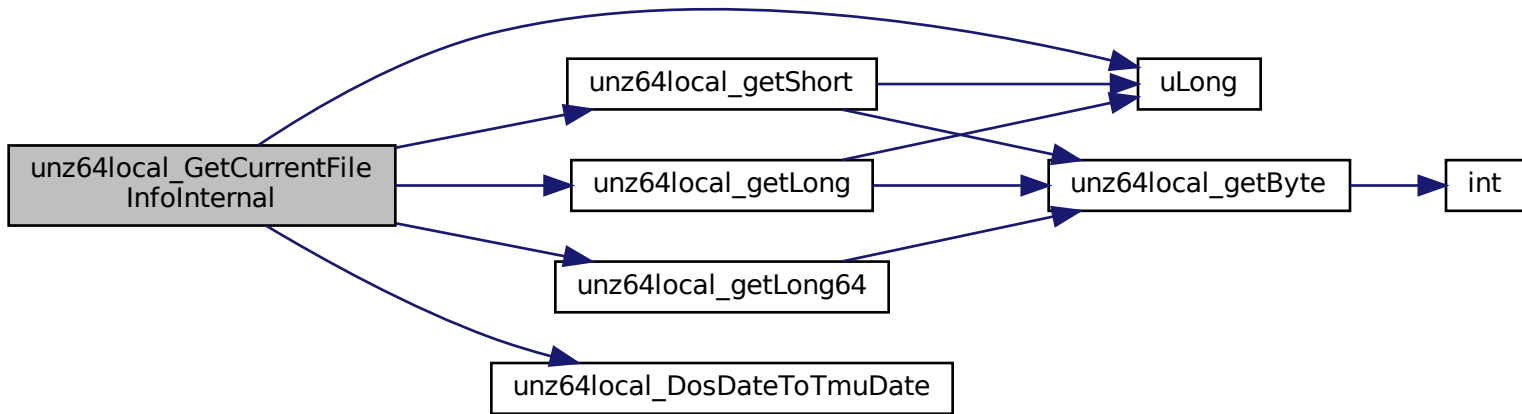 unz64local_GetCurrentFile
InfoInternal
unz64local_getShort
unz64local_getLong
unz64local_getLong64
unz64local_DosDateToTmuDate
uLong
unz64local_getByte
int